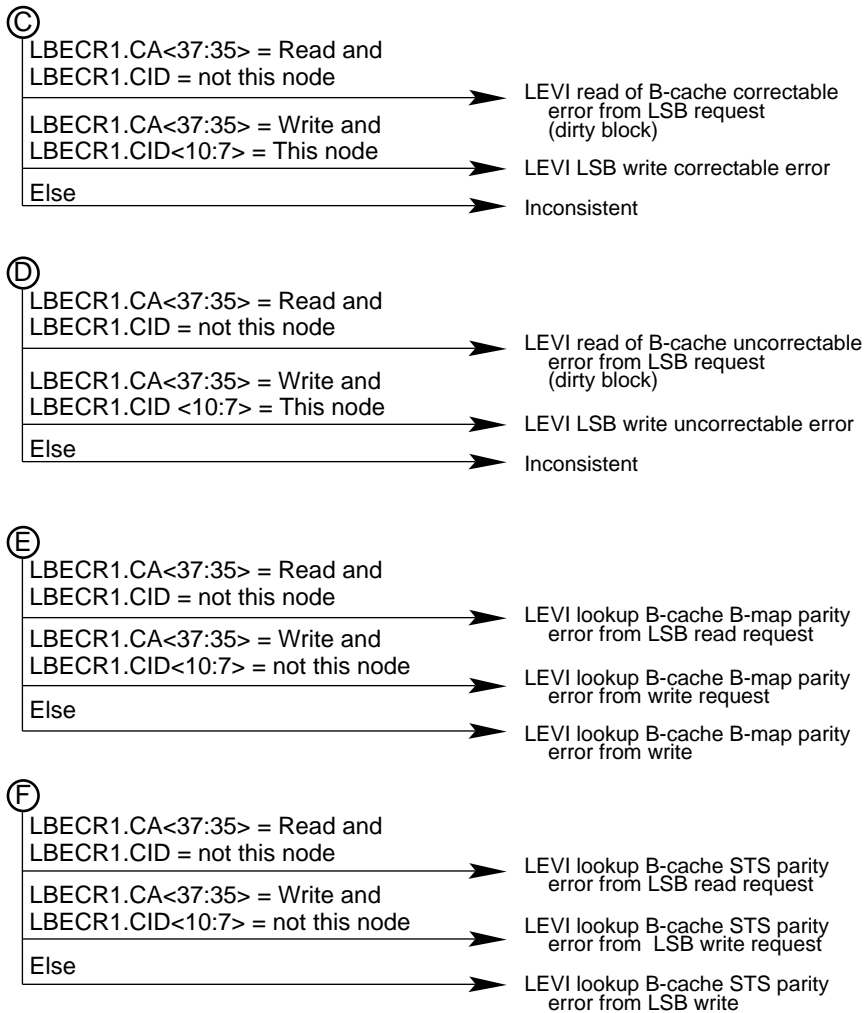 C
LBECR1.CA<37:35> = Read and
LBECR1.CID = not this node
LEVI read of B-cache correctable
error from LSB request
(dirty block)
LBECR1.CA<37:35> = Write and
LBECR1.CID<10:7> = This node
LEVI LSB write correctable error
Else
Inconsistent
D
LBECR1.CA<37:35> = Read and
LBECR1.CID = not this node
LEVI read of B-cache uncorrectable
error from LSB request
(dirty block)
LBECR1.CA<37:35> = Write and
LBECR1.CID <10:7> = This node
LEVI LSB write uncorrectable error
Else
Inconsistent
E
LBECR1.CA<37:35> = Read and
LBECR1.CID = not this node
LEVI lookup B-cache B-map parity
error from LSB read request
LBECR1.CA<37:35> = Write and
LBECR1.CID<10:7> = not this node
LEVI lookup B-cache B-map parity
error from write request
Else
LEVI lookup B-cache B-map parity
error from write
F
LBECR1.CA<37:35> = Read and
LBECR1.CID = not this node
LEVI lookup B-cache STS parity
error from LSB read request
LBECR1.CA<37:35> = Write and
LBECR1.CID<10:7> = not this node
LEVI lookup B-cache STS parity
error from  LSB write request
Else
LEVI lookup B-cache STS parity
error from LSB write